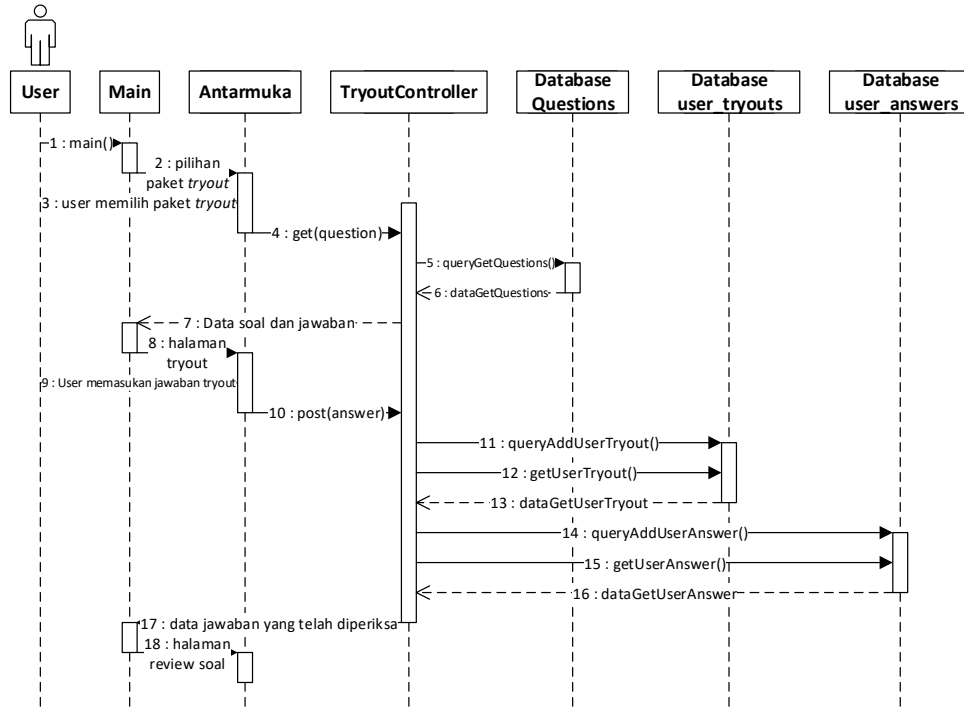 User
Main
Antarmuka
TryoutController
Database
Questions
Database
user_tryouts
Database
user_answers
1 : main()
2 : pilihan
paket tryout
3 : user memilih paket tryout
4 : get(question)
5 : queryGetQuestions()
6 : dataGetQuestions
7 : Data soal dan jawaban
8 : halaman
tryout
9 : User memasukan jawaban tryout
10 : post(answer)
11 : queryAddUserTryout()
12 : getUserTryout()
13 : dataGetUserTryout
14 : queryAddUserAnswer()
15 : getUserAnswer()
16 : dataGetUserAnswer
17 : data jawaban yang telah diperiksa
18 : halaman
review soal